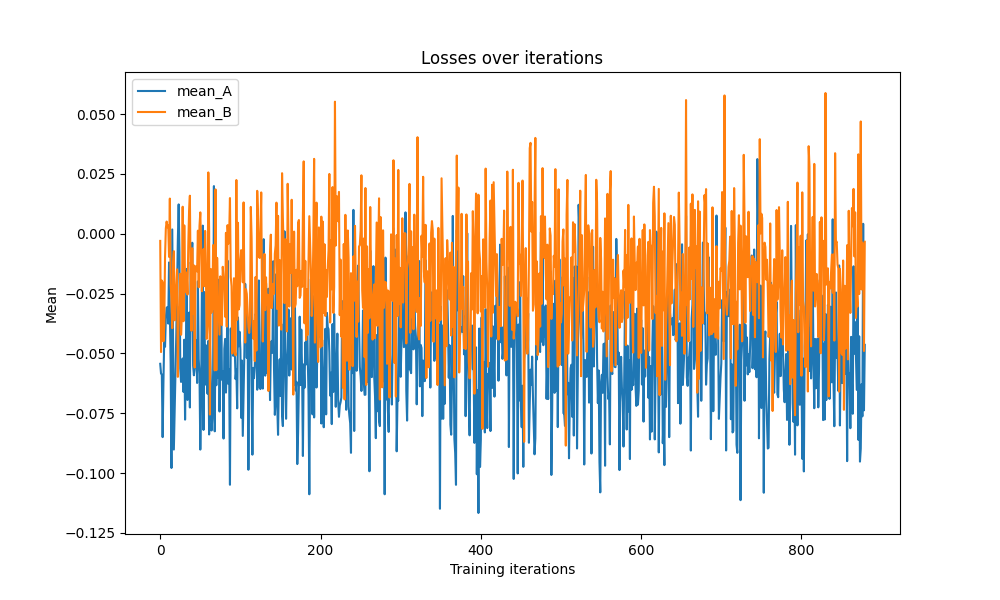 Losses over iterations
mean_A
mean_B
0.050
0.025
0.000
−0.025
−0.050
−0.075
−0.100
−0.125
Mean
0 200 400 600 800
Training iterations